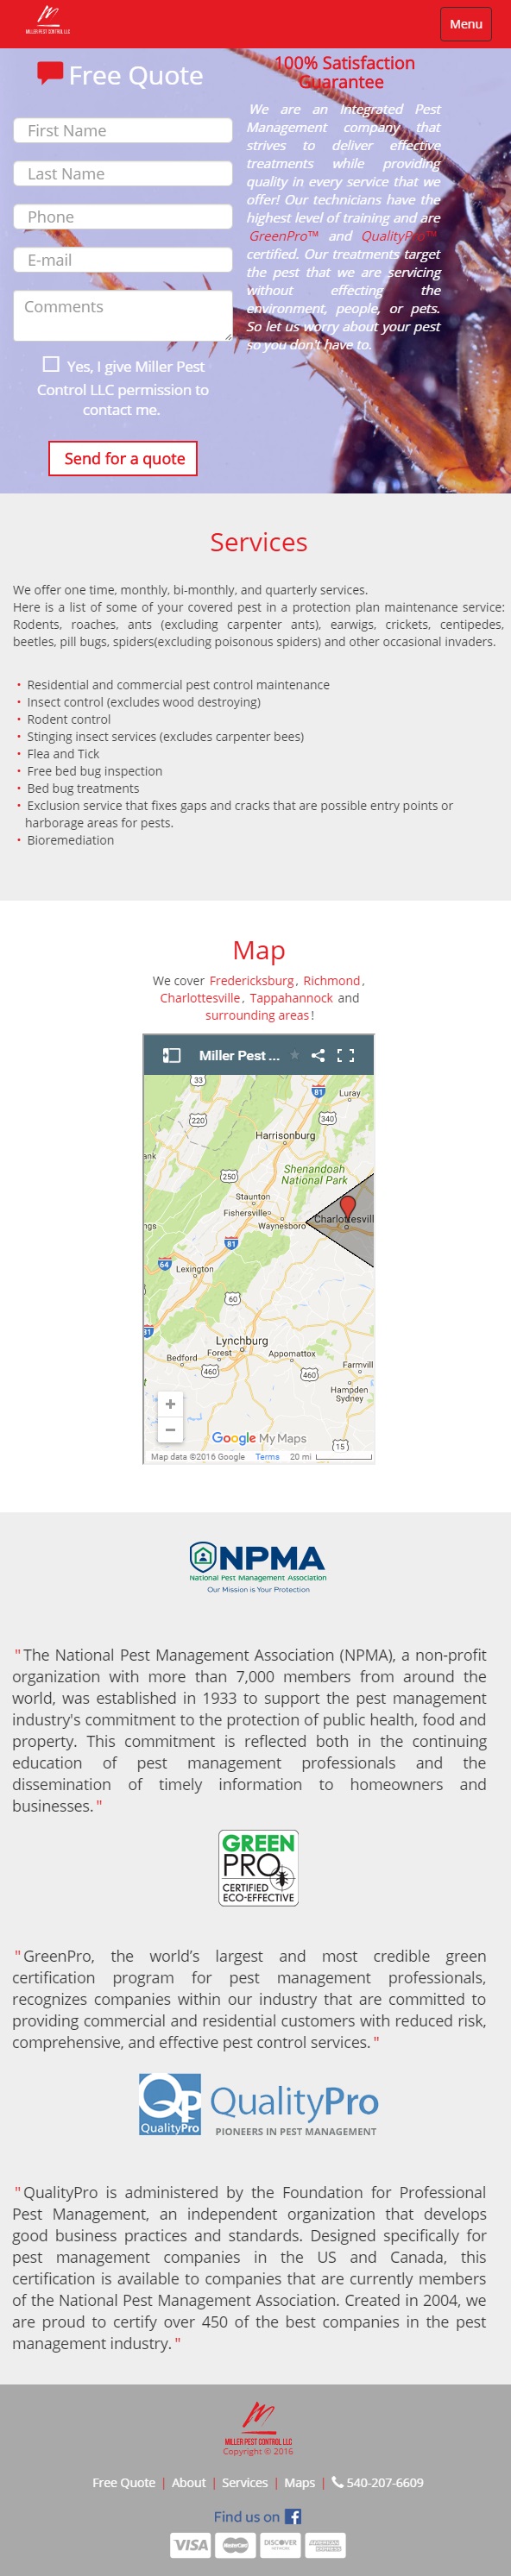 MILLER PEST CONTROL LLC
Menu
Free Quote
First Name
Last Name
Phone
E-mail
Comments
Yes, I give Miller Pest
Control LLC permission to
contact me.
Send for a quote
100% Satisfaction
Guarantee
We are an Integrated Pest
Management company that
strives to deliver effective
treatments while providing
quality in every service that we
offer! Our technicians have the
highest level of training and are
GreenPro™ and QualityPro™
certified. Our treatments target
the pest that we are servicing
without effecting the
environment, people, or pets.
So let us worry about your pest
so you don't have to.
Services
We offer one time, monthly, bi-monthly, and quarterly services.
Here is a list of some of your covered pest in a protection plan maintenance service:
Rodents, roaches, ants (excluding carpenter ants), earwigs, crickets, centipedes,
beetles, pill bugs, spiders(excluding poisonous spiders) and other occasional invaders.
• Residential and commercial pest control maintenance
• Insect control (excludes wood destroying)
• Rodent control
• Stinging insect services (excludes carpenter bees)
• Flea and Tick
• Free bed bug inspection
• Bed bug treatments
• Exclusion service that fixes gaps and cracks that are possible entry points or
harborage areas for pests.
• Bioremediation
Map
We cover Fredericksburg, Richmond,
Charlottesville, Tappahannock and
surrounding areas!
Miller Pest ...
33
81
Luray
220
340
Harrisonburg
ank
Shenandoah
National Park
250
Staunton
Fishersville
Charlottesvill
Waynesboro
ngs
81
64
Lexington
60
81
Lynchburg
Bedford
Forest
Appomattox
Farmvill
460
460
Hampden
Sydney
+
−
Google My Maps
15
Map data ©2016 Google Terms 20 mi
NPMA
National Pest Management Association
Our Mission is Your Protection
"The National Pest Management Association (NPMA), a non-profit
organization with more than 7,000 members from around the
world, was established in 1933 to support the pest management
industry's commitment to the protection of public health, food and
property. This commitment is reflected both in the continuing
education of pest management professionals and the
dissemination of timely information to homeowners and
businesses."
GREEN
PRO
CERTIFIED
ECO-EFFECTIVE
"GreenPro, the world’s largest and most credible green
certification program for pest management professionals,
recognizes companies within our industry that are committed to
providing commercial and residential customers with reduced risk,
comprehensive, and effective pest control services."
QP
QualityPro
QualityPro
PIONEERS IN PEST MANAGEMENT
"QualityPro is administered by the Foundation for Professional
Pest Management, an independent organization that develops
good business practices and standards. Designed specifically for
pest management companies in the US and Canada, this
certification is available to companies that are currently members
of the National Pest Management Association. Created in 2004, we
are proud to certify over 450 of the best companies in the pest
management industry."
MILLER PEST CONTROL LLC
Copyright © 2016
Free Quote | About | Services | Maps | 540-207-6609
Find us on f
VISA MasterCard DISCOVER NETWORK AMERICAN EXPRESS